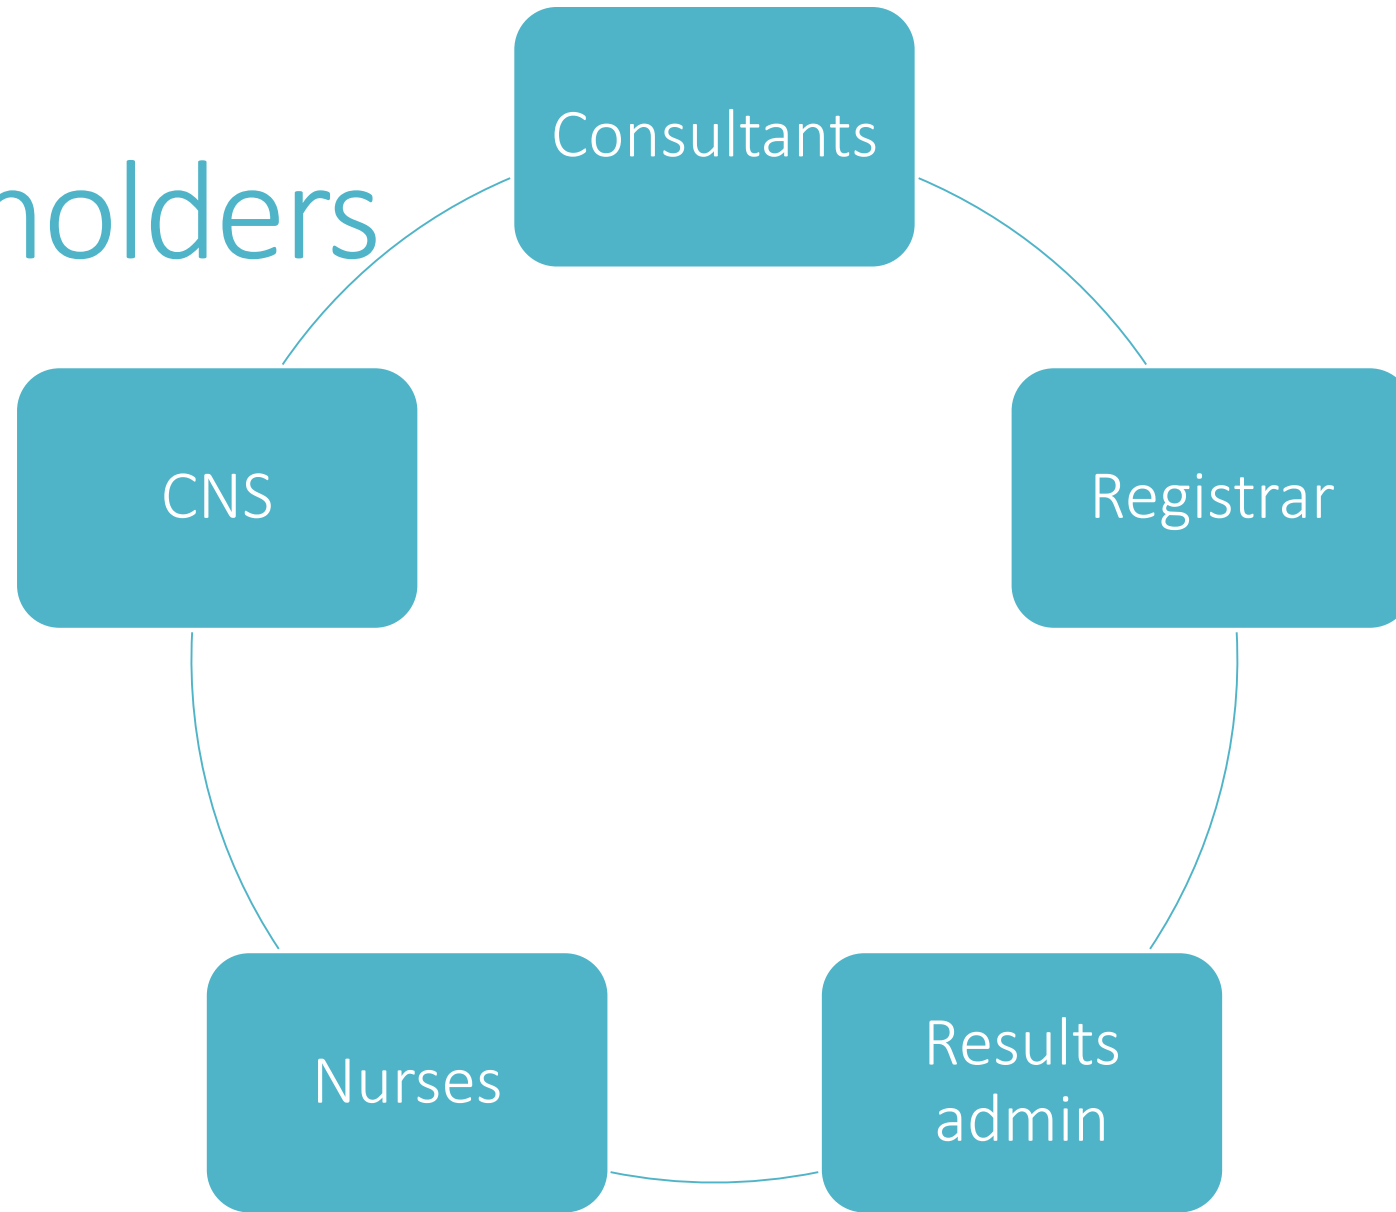 holders
Consultants
Registrar
Results
admin
Nurses
CNS